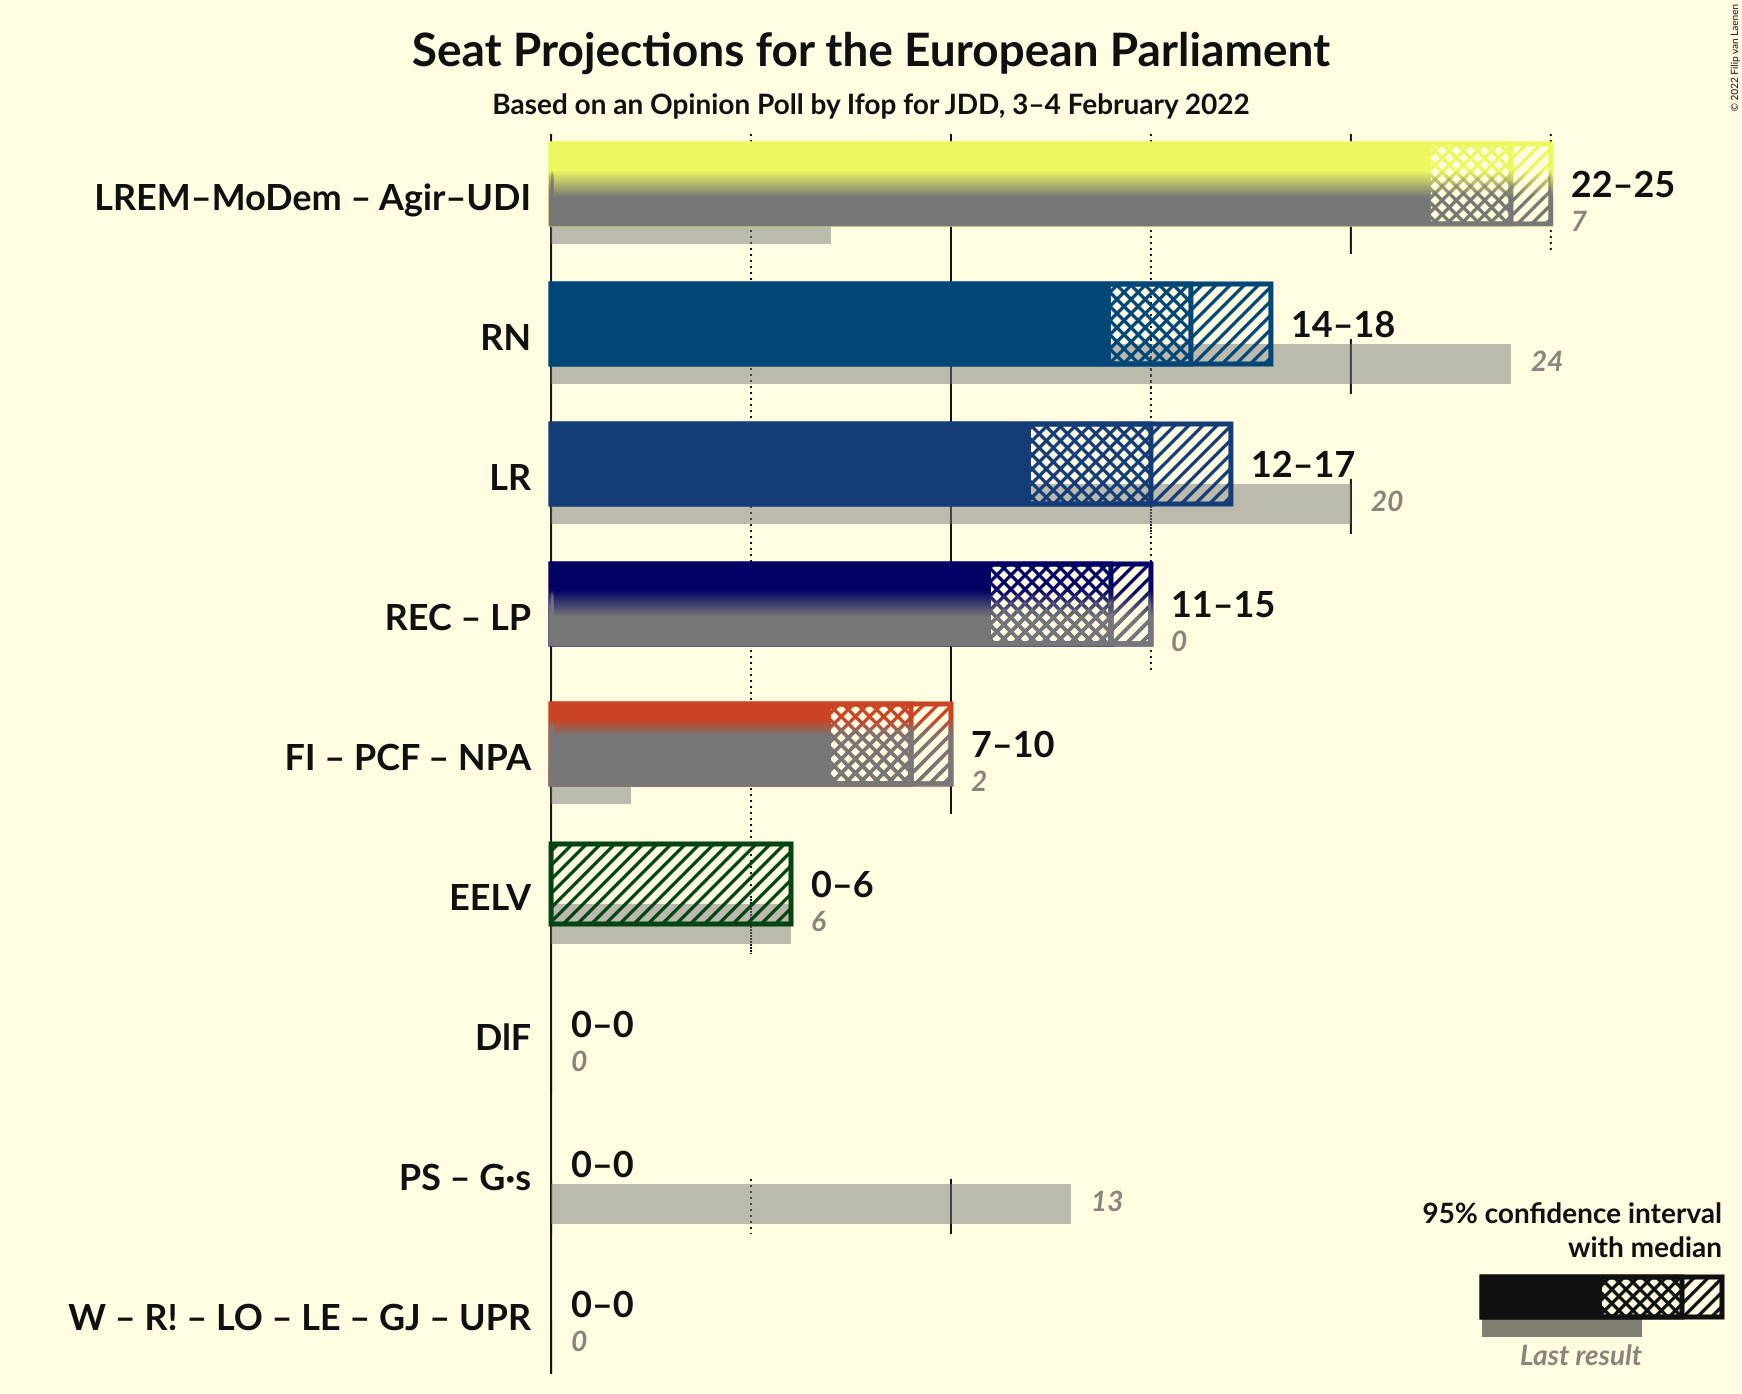 Seat Projections for the European Parliament
Based on an Opinion Poll by Ifop for JDD, 3–4 February 2022
© 2022 Filip van Laenen
LREM–MoDem – Agir–UDI
22–25
7
RN
14–18
24
LR
12–17
20
REC – LP
11–15
0
FI – PCF – NPA
7–10
2
EELV
0–6
6
DlF
0–0
0
PS – G·s
0–0
13
W – R! – LO – LE – GJ – UPR
0–0
0
95% confidence interval
with median
Last result